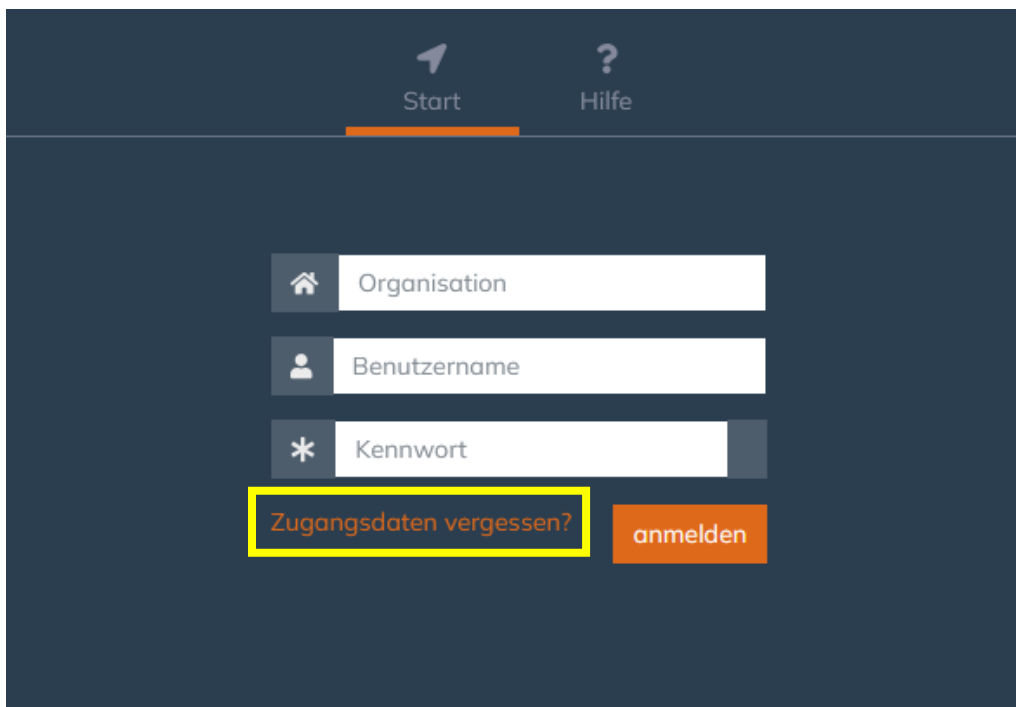 Start
Hilfe
Organisation
Benutzername
Kennwort
Zugangsdaten vergessen?
anmelden